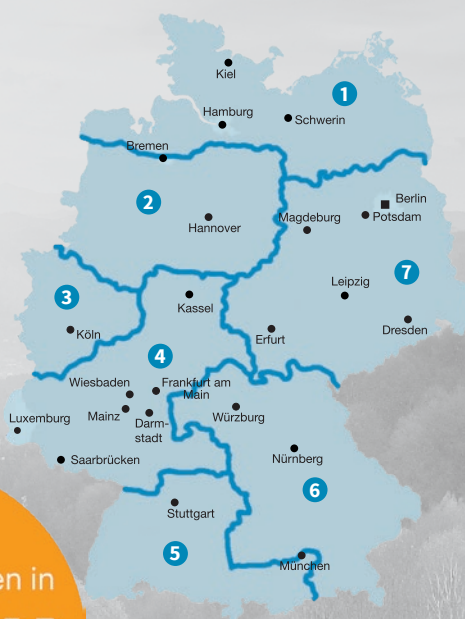 Kiel
1
Hamburg
Schwerin
Bremen
Berlin
2
Potsdam
Hannover
Magdeburg
7
3
Leipzig
Kassel
Köln
Erfurt
Dresden
4
Wiesbaden
Frankfurt am
Main
Mainz
Darm-
stadt
Würzburg
Luxemburg
Saarbrücken
Nürnberg
6
Stuttgart
5
München
en in